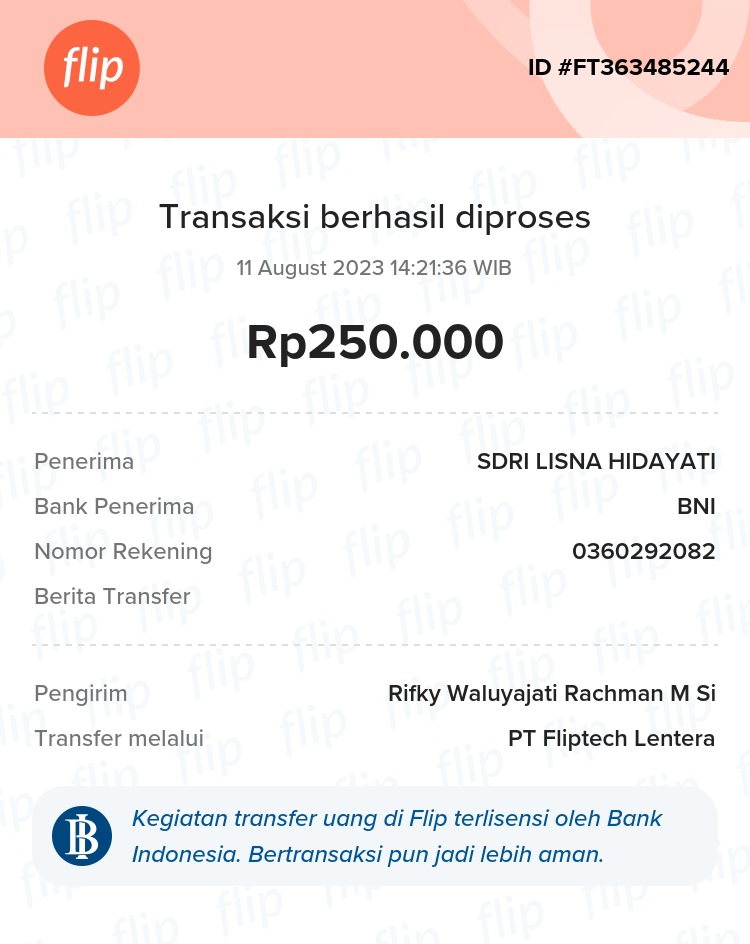 flip
ID #FT363485244
Transaksi berhasil diproses
11 August 2023 14:21:36 WIB
Rp250.000
Penerima SDRI LISNA HIDAYATI
Bank Penerima BNI
Nomor Rekening 0360292082
Berita Transfer
Pengirim Rifky Waluyajati Rachman M Si
Transfer melalui PT Fliptech Lentera
Kegiatan transfer uang di Flip terlisensi oleh Bank
Indonesia. Bertransaksi pun jadi lebih aman.